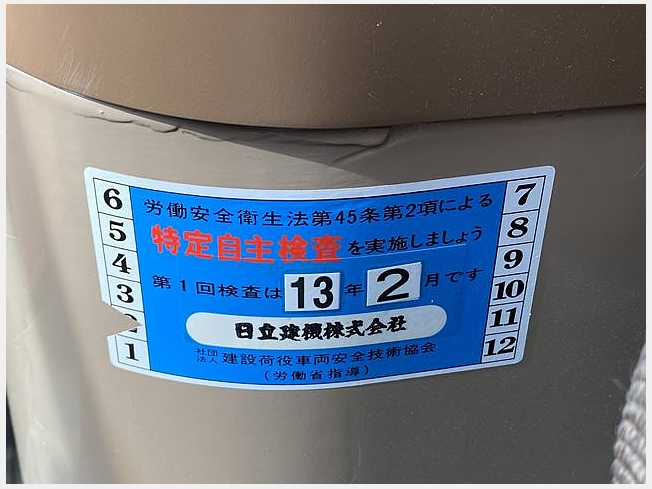 労働安全衛生法第45条第2項による
特定自主検査を実施しましょう
第1回検査は13年2月です
日立建機株式会社
社団法人 建設荷役車両安全技術協会
(労働省指導)
6
5
4
3
1
7
8
9
10
11
12